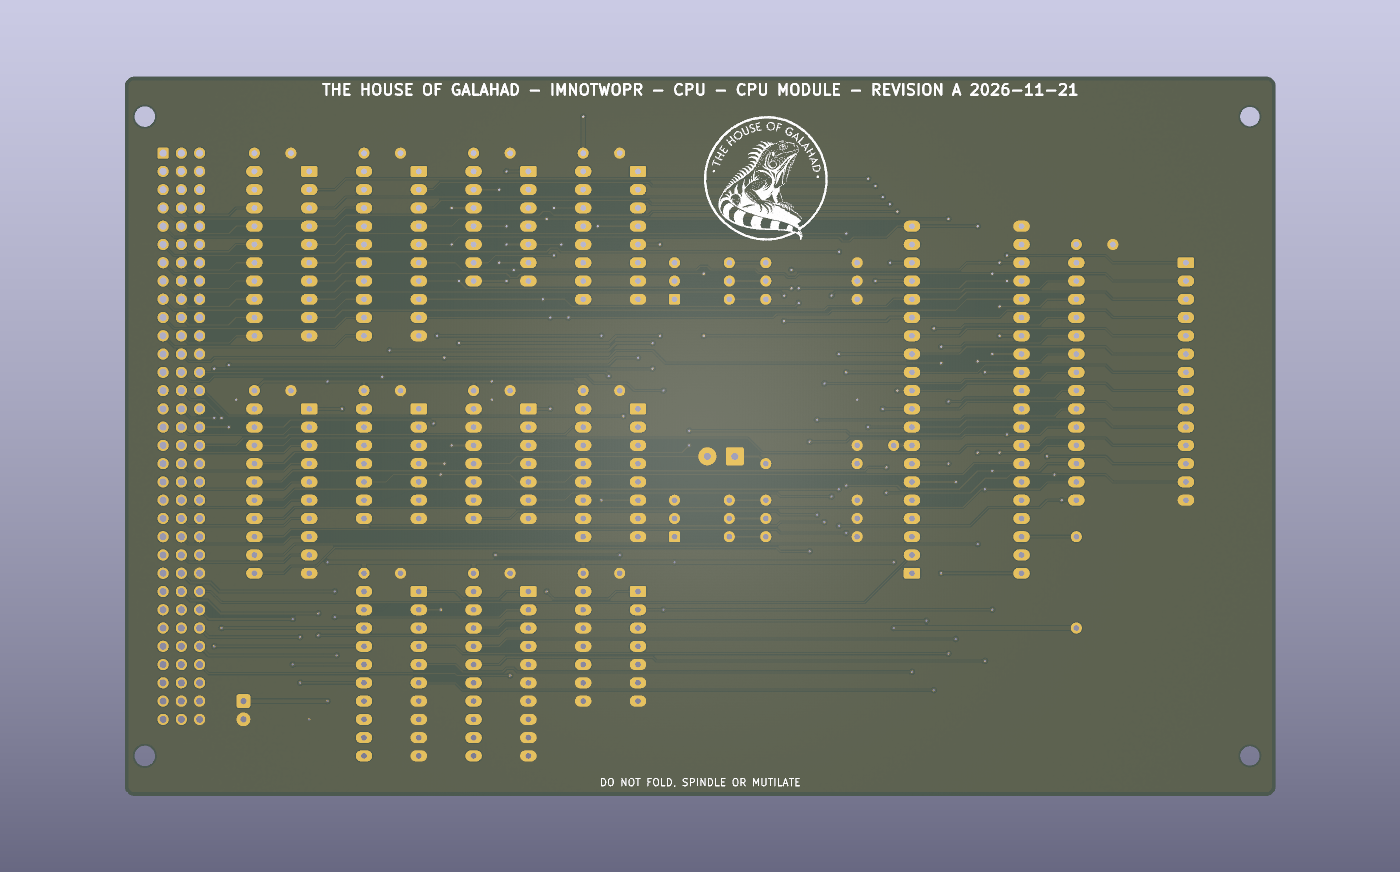 THE HOUSE OF GALAHAD – IMNOTWOPR – CPU – CPU MODULE – REVISION A 2026–11–21
• THE HOUSE OF GALAHAD •
DO NOT FOLD, SPINDLE OR MUTILATE